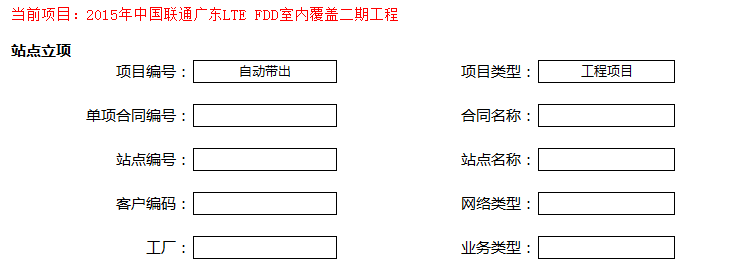 当前项目：2015年中国联通广东LTE FDD室内覆盖二期工程
站点立项
项目编号： 自动带出 项目类型： 工程项目
单项合同编号： 合同名称：
站点编号： 站点名称：
客户编码： 网络类型：
工厂： 业务类型：